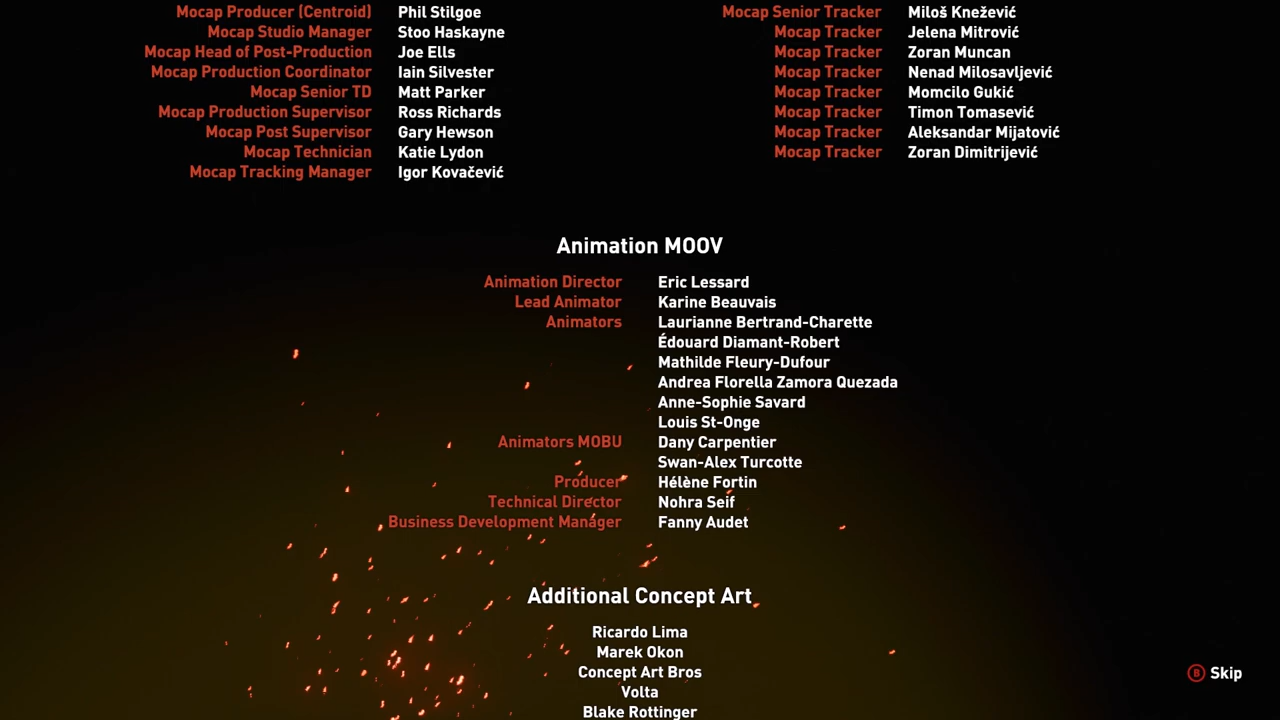 Mocap Producer (Centroid) Phil Stilgoe
Mocap Studio Manager Stoo Haskayne
Mocap Head of Post-Production Joe Ells
Mocap Production Coordinator Iain Silvester
Mocap Senior TD Matt Parker
Mocap Production Supervisor Ross Richards
Mocap Post Supervisor Gary Hewson
Mocap Technician Katie Lydon
Mocap Tracking Manager Igor Kovačević
Mocap Senior Tracker Miloš Knežević
Mocap Tracker Jelena Mitrović
Mocap Tracker Zoran Muncan
Mocap Tracker Nenad Milosavljević
Mocap Tracker Momcilo Gukić
Mocap Tracker Timon Tomasević
Mocap Tracker Aleksandar Mijatović
Mocap Tracker Zoran Dimitrijević
Animation MOOV
Animation Director Eric Lessard
Lead Animator Karine Beauvais
Animators Laurianne Bertrand-Charette
Édouard Diamant-Robert
Mathilde Fleury-Dufour
Andrea Florella Zamora Quezada
Anne-Sophie Savard
Louis St-Onge
Animators MOBU Dany Carpentier
Swan-Alex Turcotte
Producer Hélène Fortin
Technical Director Nohra Seif
Business Development Manager Fanny Audet
Additional Concept Art
Ricardo Lima
Marek Okon
Concept Art Bros
Volta
Blake Rottinger
B Skip